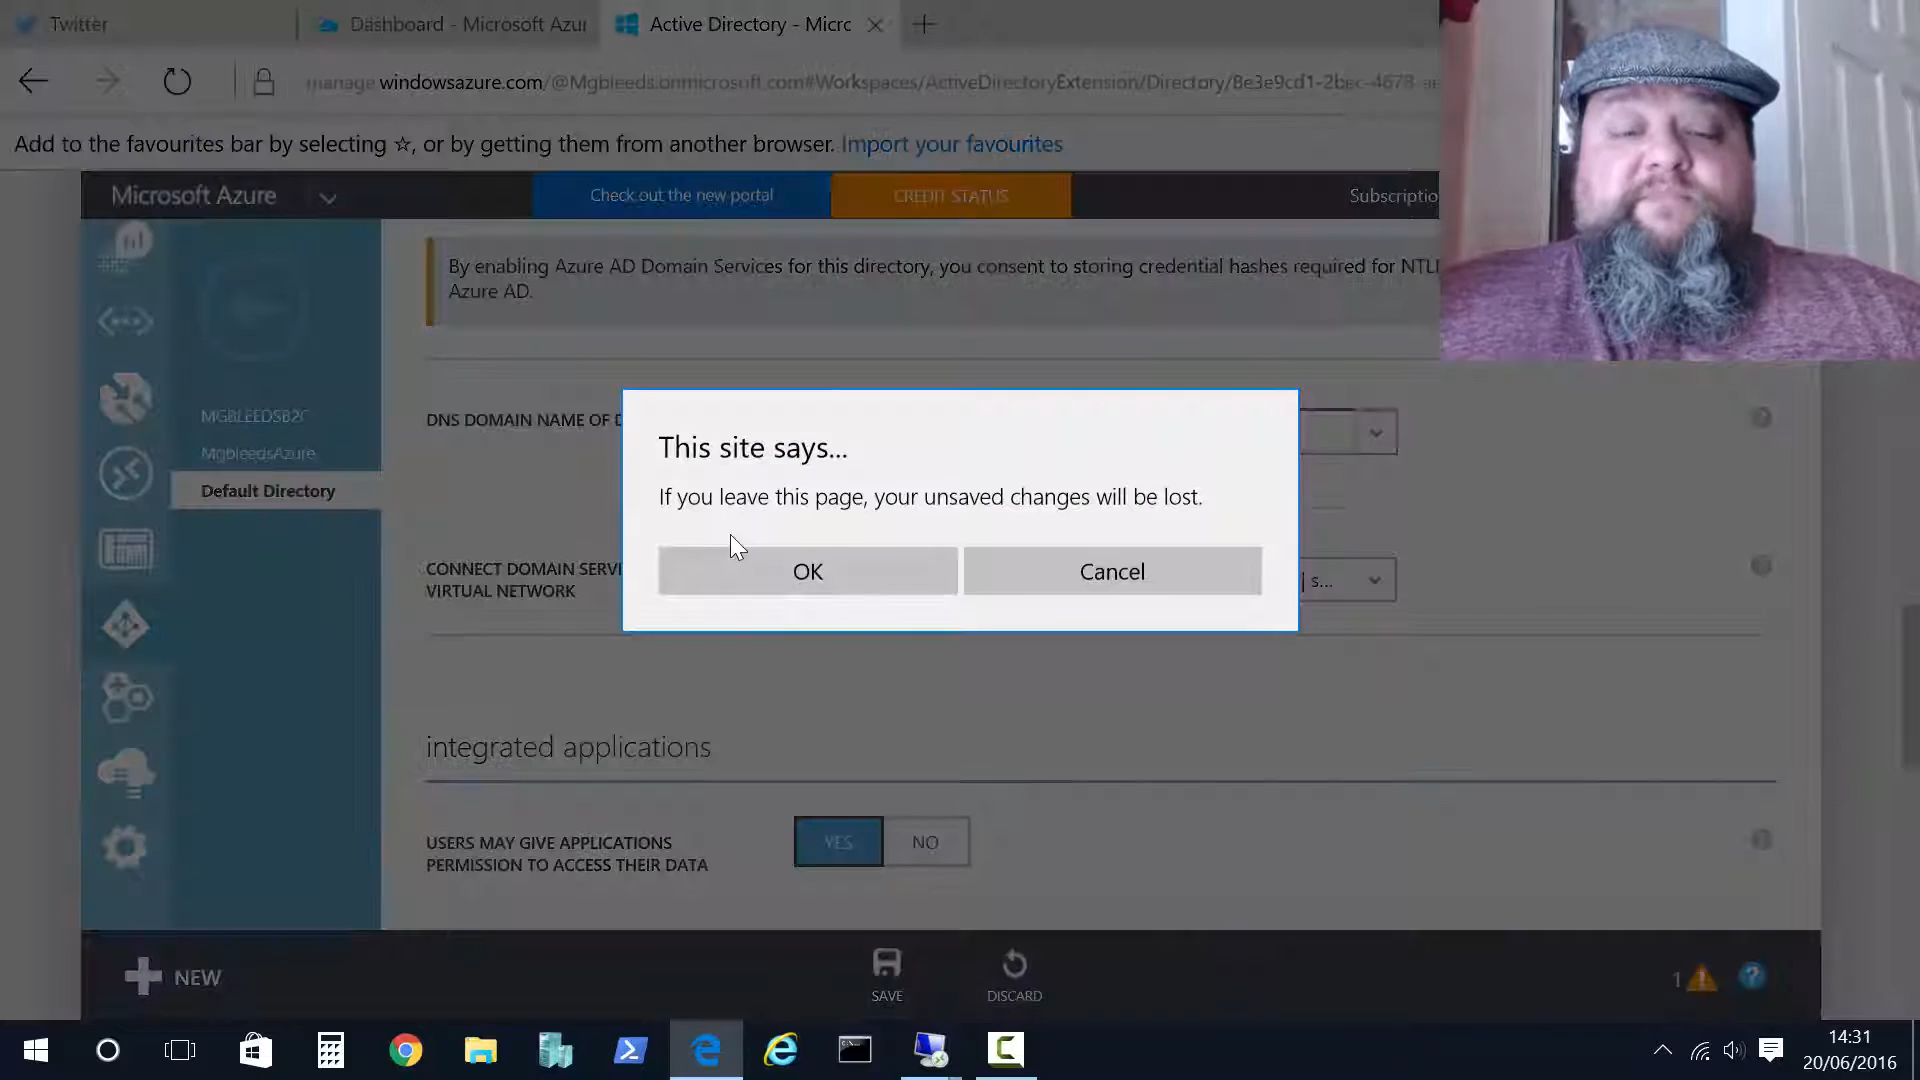 Twitter
Dashboard - Microsoft Azui
Active Directory - Micrc
manage.windowsazure.com/@Mgbleeds.onmicrosoft.com#Workspaces/ActiveDirectoryExtension/Directory/8e3e9cd1-2bec-4678-ae
Add to the favourites bar by selecting ☆, or by getting them from another browser. Import your favourites
Microsoft Azure
Check out the new portal
CREDIT STATUS
Subscriptio
By enabling Azure AD Domain Services for this directory, you consent to storing credential hashes required for NTL
Azure AD.
MGBLEEDSB2C
MgbleedsAzure
Default Directory
DNS DOMAIN NAME OF D
This site says...
If you leave this page, your unsaved changes will be lost.
OK
Cancel
CONNECT DOMAIN SERVI
VIRTUAL NETWORK
| s...
integrated applications
USERS MAY GIVE APPLICATIONS
PERMISSION TO ACCESS THEIR DATA
YES
NO
NEW
SAVE
DISCARD
1
14:31
20/06/2016